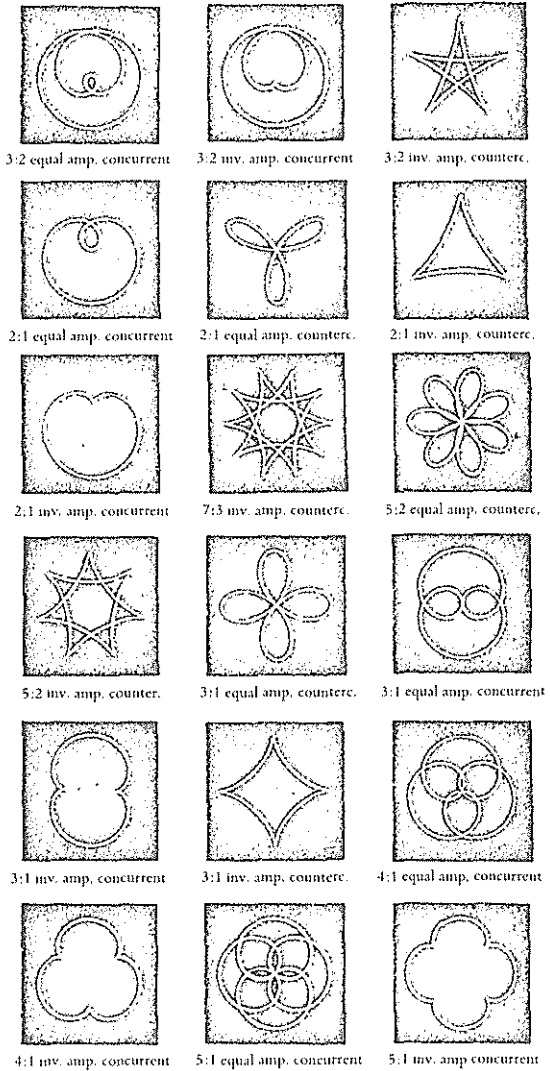 3:2 equal amp. concurrent
3:2 inv. amp. concurrent
3:2 inv. amp. counterc.
2:1 equal amp. concurrent
2:1 equal amp. counterc.
2:1 inv. amp. counterc.
2:1 inv. amp. concurrent
7:3 inv. amp. counterc.
5:2 equal amp. counterc.
5:2 inv. amp. counter.
3:1 equal amp. counterc.
3:1 equal amp. concurrent
3:1 inv. amp. concurrent
3:1 inv. amp. counterc.
4:1 equal amp. concurrent
4:1 inv. amp. concurrent
5:1 equal amp. concurrent
5:1 inv. amp concurrent